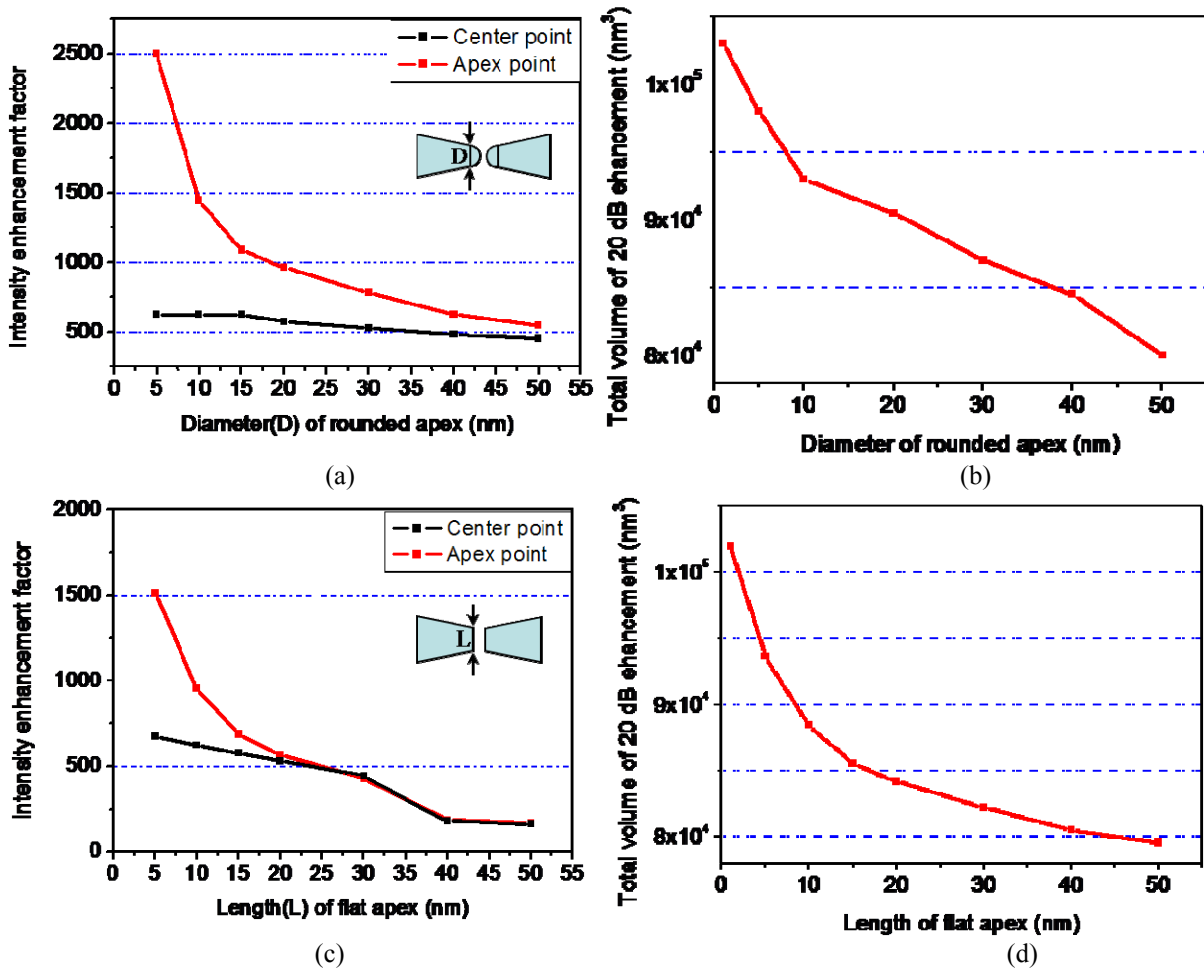 Intensity enhancement factor
2500
2000
1500
1000
500
Center point
Apex point
D
0 5 10 15 20 25 30 35 40 45 50 55
Diameter(D) of rounded apex (nm)
(a)
Total volume of 20 dB ehancement (nm³)
1x10⁵
9x10⁴
8x10⁴
0 10 20 30 40 50
Diameter of rounded apex (nm)
(b)
Intensity enhancement factor
2000
1500
1000
500
0
Center point
Apex point
L
0 5 10 15 20 25 30 35 40 45 50 55
Length(L) of flat apex (nm)
(c)
Total volume of 20 dB ehancement (nm³)
1x10⁵
9x10⁴
8x10⁴
0 10 20 30 40 50
Length of flat apex (nm)
(d)